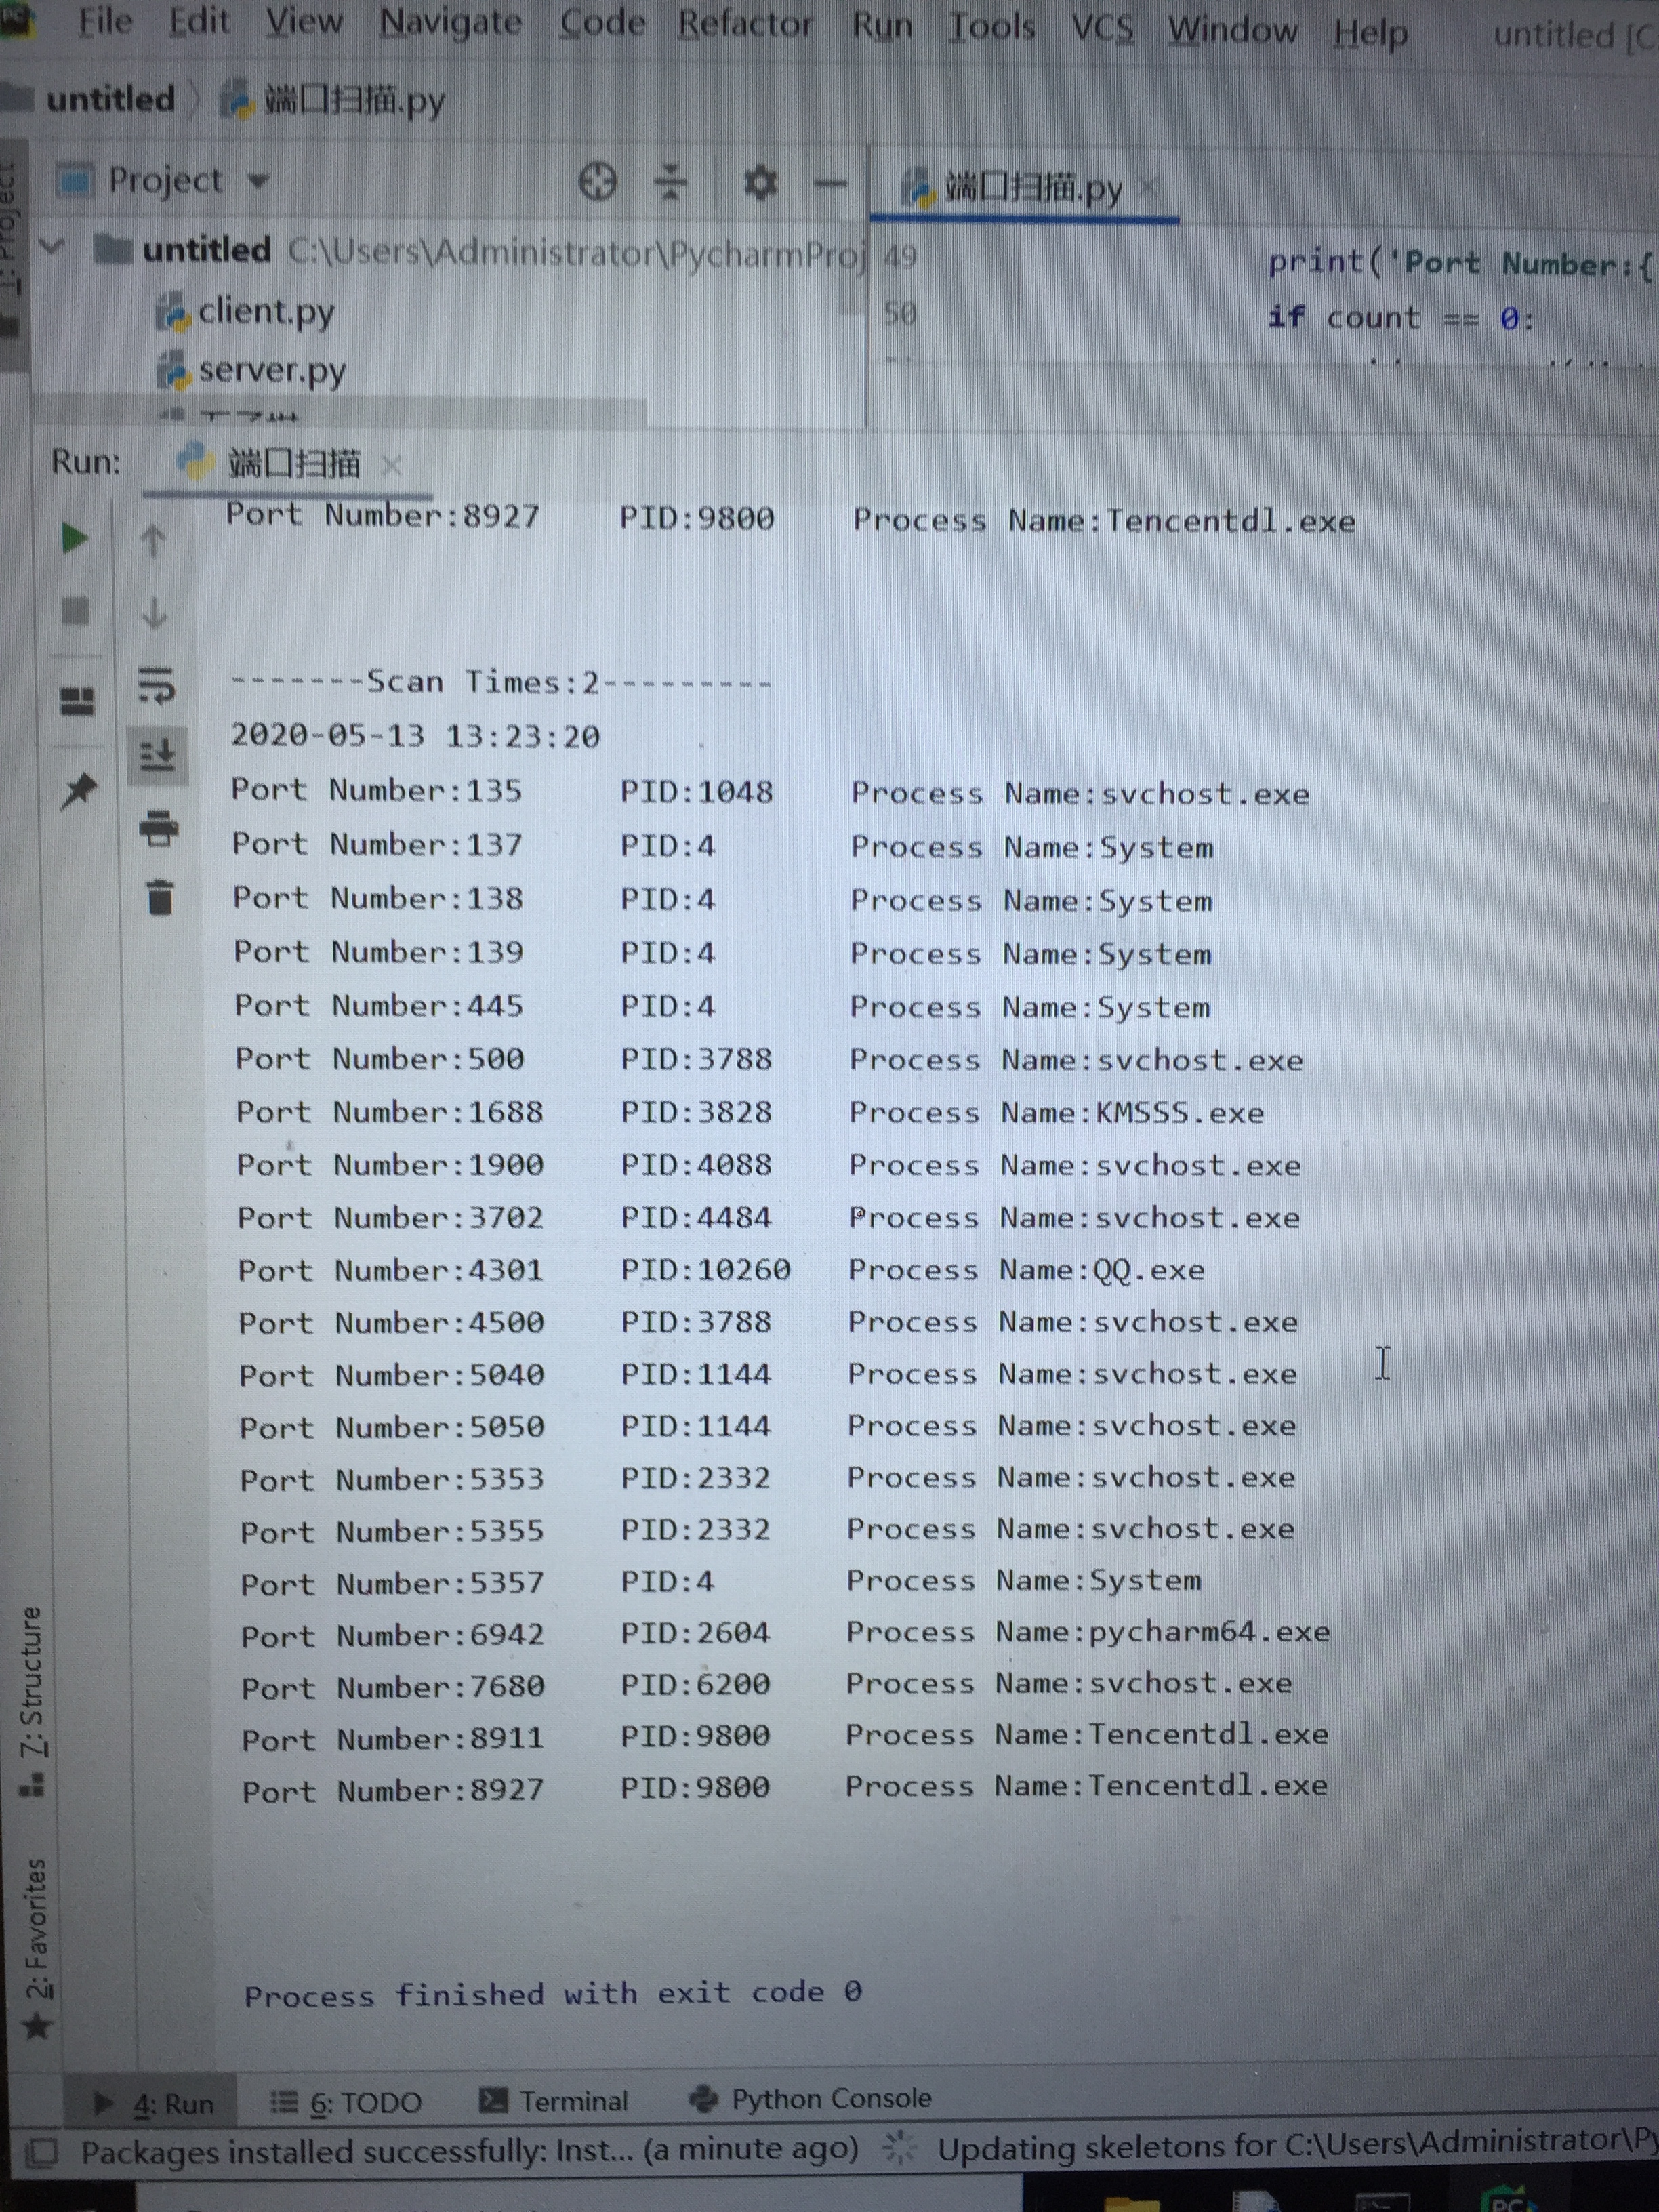 File Edit View Navigate Code Refactor Run Tools VCS Window Help untitled [C
untitled 端口扫描.py
Project
端口扫描.py
1: Project
untitled C:\Users\Administrator\PycharmProj
49 print('Port Number:{
client.py
50 if count == 0:
server.py
Run: 端口扫描
Port Number:8927 PID:9800 Process Name:Tencentdl.exe
-------Scan Times:2---------
2020-05-13 13:23:20
Port Number:135 PID:1048 Process Name:svchost.exe
Port Number:137 PID:4 Process Name:System
Port Number:138 PID:4 Process Name:System
Port Number:139 PID:4 Process Name:System
Port Number:445 PID:4 Process Name:System
Port Number:500 PID:3788 Process Name:svchost.exe
Port Number:1688 PID:3828 Process Name:KMSSS.exe
Port Number:1900 PID:4088 Process Name:svchost.exe
Port Number:3702 PID:4484 Process Name:svchost.exe
Port Number:4301 PID:10260 Process Name:QQ.exe
Port Number:4500 PID:3788 Process Name:svchost.exe
Port Number:5040 PID:1144 Process Name:svchost.exe
Port Number:5050 PID:1144 Process Name:svchost.exe
Port Number:5353 PID:2332 Process Name:svchost.exe
Port Number:5355 PID:2332 Process Name:svchost.exe
Port Number:5357 PID:4 Process Name:System
Port Number:6942 PID:2604 Process Name:pycharm64.exe
Port Number:7680 PID:6200 Process Name:svchost.exe
Port Number:8911 PID:9800 Process Name:Tencentdl.exe
Port Number:8927 PID:9800 Process Name:Tencentdl.exe
Process finished with exit code 0
7: Structure
2: Favorites
4: Run 6: TODO Terminal Python Console
Packages installed successfully: Inst... (a minute ago) Updating skeletons for C:\Users\Administrator\Py
PC